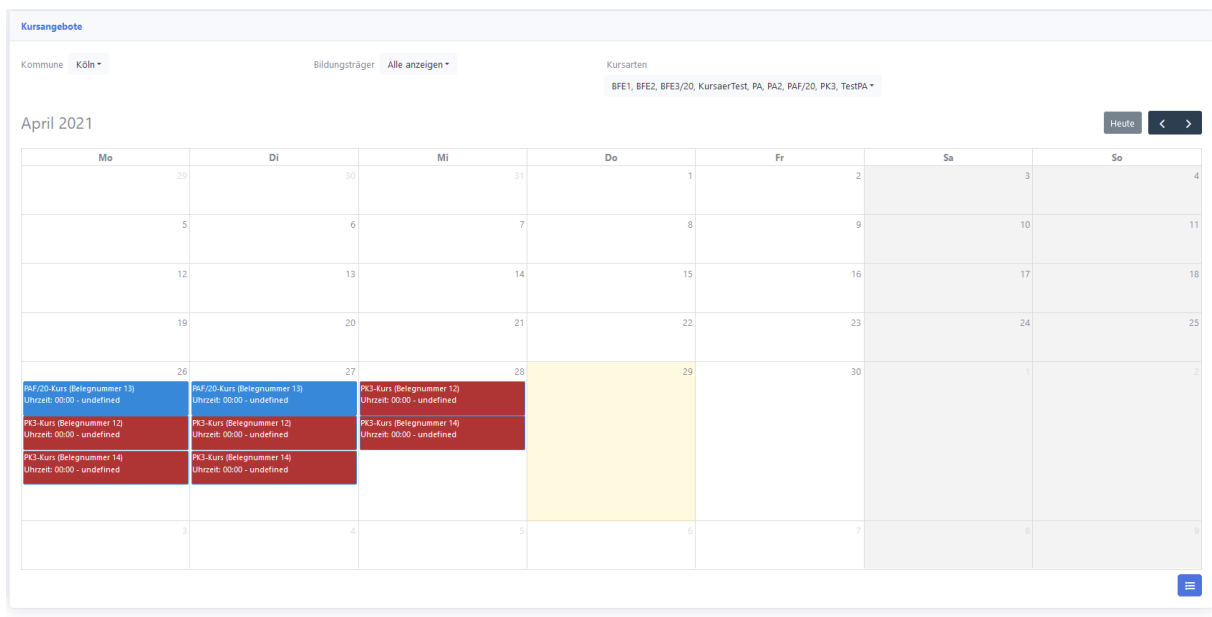 Kursangebote
Kommune Köln Bildungsträger Alle anzeigen Kursarten
BFE1, BFE2, BFE3/20, KursaerTest, PA, PA2, PAF/20, PK3, TestPA
April 2021 Heute
Mo Di Mi Do Fr Sa So
29 30 31 1 2 3 4
5 6 7 8 9 10 11
12 13 14 15 16 17 18
19 20 21 22 23 24 25
26 27 28 29 30 1 2
PAF/20-Kurs (Belegnummer 13) PAF/20-Kurs (Belegnummer 13) PK3-Kurs (Belegnummer 12)
Uhrzeit: 00:00 - undefined Uhrzeit: 00:00 - undefined Uhrzeit: 00:00 - undefined
PK3-Kurs (Belegnummer 12) PK3-Kurs (Belegnummer 12) PK3-Kurs (Belegnummer 14)
Uhrzeit: 00:00 - undefined Uhrzeit: 00:00 - undefined Uhrzeit: 00:00 - undefined
PK3-Kurs (Belegnummer 14) PK3-Kurs (Belegnummer 14)
Uhrzeit: 00:00 - undefined Uhrzeit: 00:00 - undefined
3 4 5 6 7 8 9